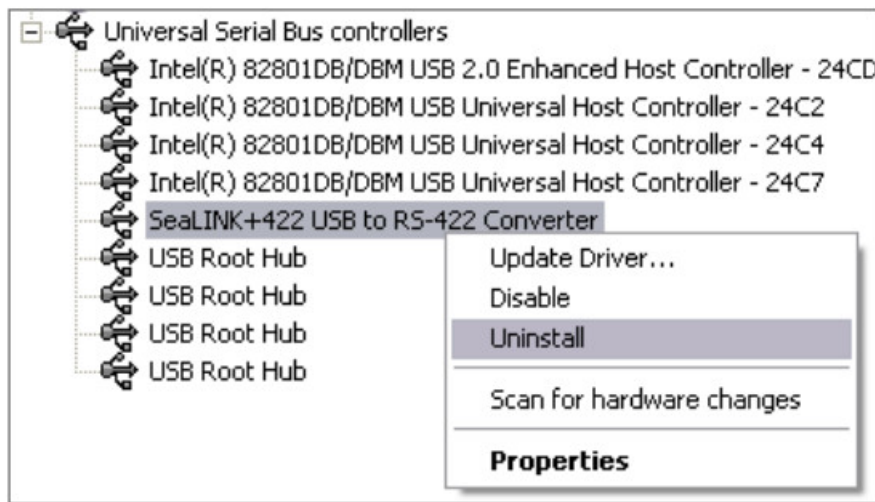 Universal Serial Bus controllers
Intel(R) 82801DB/DBM USB 2.0 Enhanced Host Controller - 24CD
Intel(R) 82801DB/DBM USB Universal Host Controller - 24C2
Intel(R) 82801DB/DBM USB Universal Host Controller - 24C4
Intel(R) 82801DB/DBM USB Universal Host Controller - 24C7
SeaLINK+422 USB to RS-422 Converter
USB Root Hub
USB Root Hub
USB Root Hub
USB Root Hub
Update Driver...
Disable
Uninstall
Scan for hardware changes
Properties